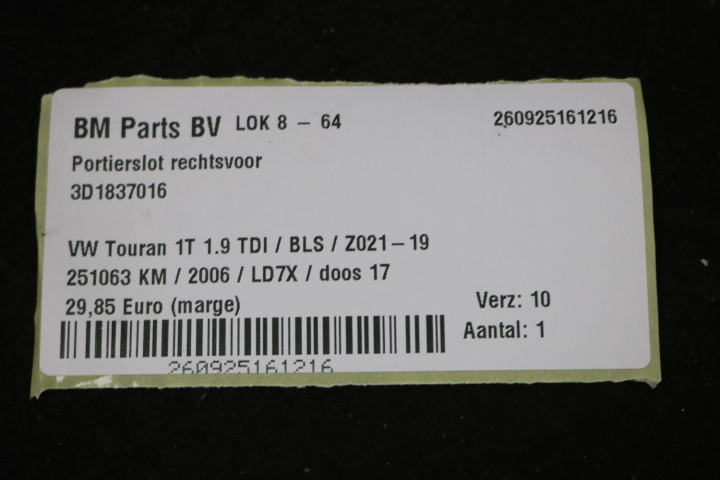 BM Parts BV LOK 8 – 64 260925161216
Portierslot rechtsvoor
3D1837016
VW Touran 1T 1.9 TDI / BLS / Z021–19
251063 KM / 2006 / LD7X / doos 17
29,85 Euro (marge) Verz: 10
Aantal: 1
260925161216